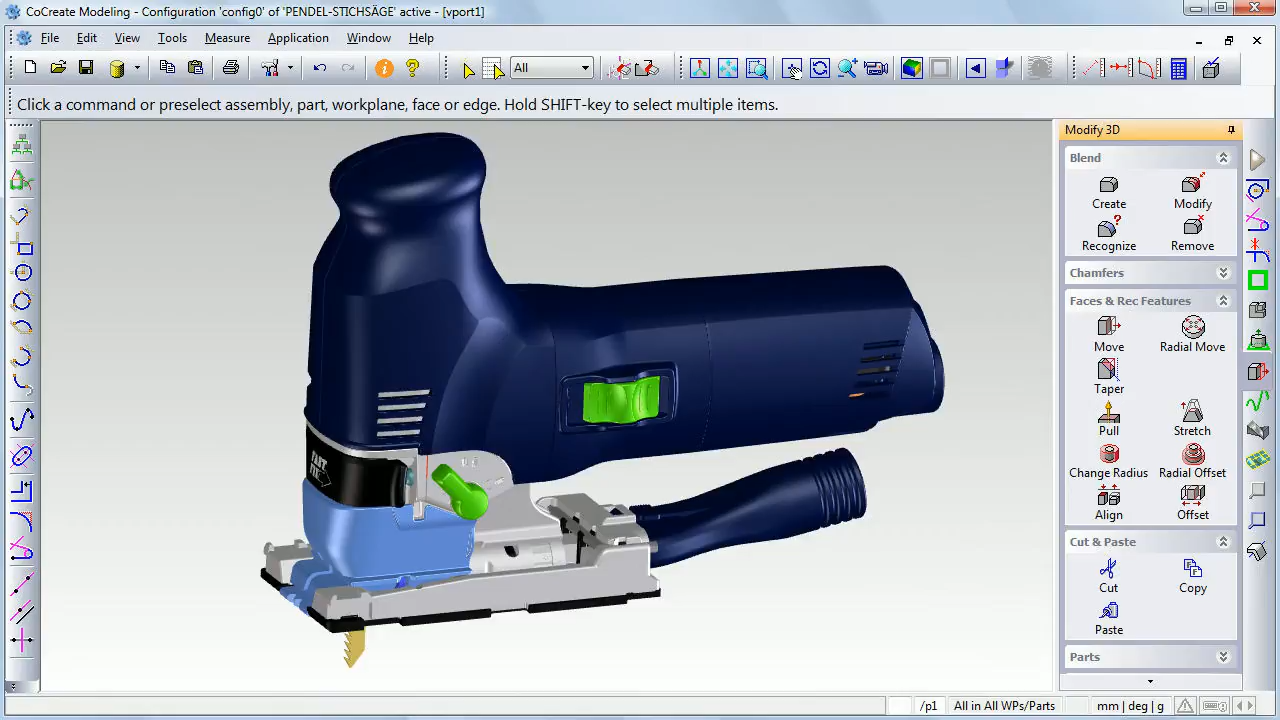 CoCreate Modeling - Configuration 'config0' of 'PENDEL-STICHSÄGE' active - [vport1]
File Edit View Tools Measure Application Window Help
All
Click a command or preselect assembly, part, workplane, face or edge. Hold SHIFT-key to select multiple items.
Modify 3D
Blend
Create Modify
Recognize Remove
Chamfers
Faces & Rec Features
Move Radial Move
Taper
Pull Stretch
Change Radius Radial Offset
Align Offset
Cut & Paste
Cut Copy
Paste
Parts
/p1 All in All WPs/Parts mm | deg | g